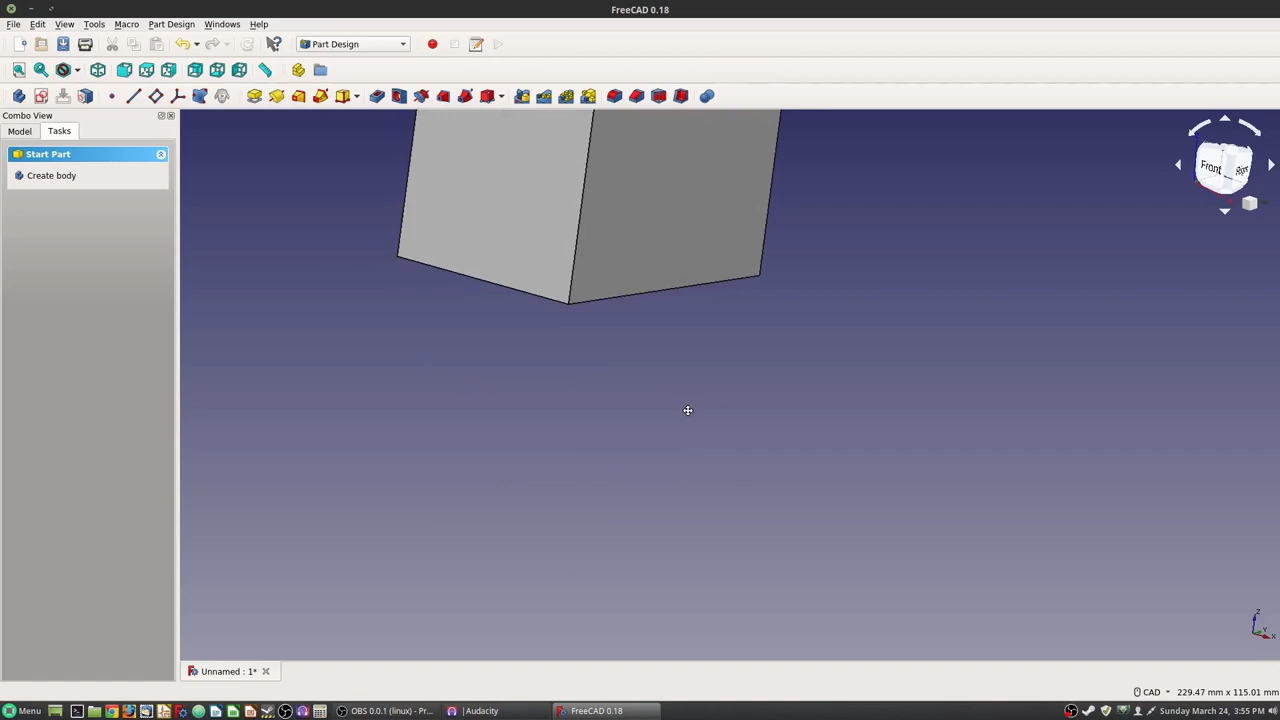 FreeCAD 0.18
File Edit View Tools Macro Part Design Windows Help
Part Design
Combo View
Model Tasks
Start Part
Create body
Front
Z
Y
X
Unnamed : 1*
CAD 229.47 mm x 115.01 mm
Menu OBS 0.0.1 (linux) - Pr... |Audacity FreeCAD 0.18 Sunday March 24, 3:55 PM